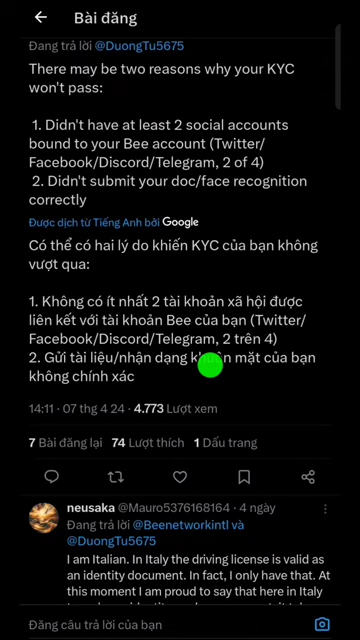 Bài đăng
Đang trả lời @DuongTu5675
There may be two reasons why your KYC
won't pass:
1. Didn't have at least 2 social accounts
bound to your Bee account (Twitter/
Facebook/Discord/Telegram, 2 of 4)
2. Didn't submit your doc/face recognition
correctly
Được dịch từ Tiếng Anh bởi Google
Có thể có hai lý do khiến KYC của bạn không
vượt qua:
1. Không có ít nhất 2 tài khoản xã hội được
liên kết với tài khoản Bee của bạn (Twitter/
Facebook/Discord/Telegram, 2 trên 4)
2. Gửi tài liệu/nhận dạng khuôn mặt của bạn
không chính xác
14:11 · 07 thg 4 24 · 4.773 Lượt xem
7 Bài đăng lại 74 Lượt thích 1 Dấu trang
neusaka @Mauro5376168164 · 4 ngày
Đang trả lời @Beenetworkintl và
@DuongTu5675
I am Italian. In Italy the driving license is valid as
an identity document. In fact, I only have that. At
this moment I am proud to say that here in Italy
Đăng câu trả lời của bạn